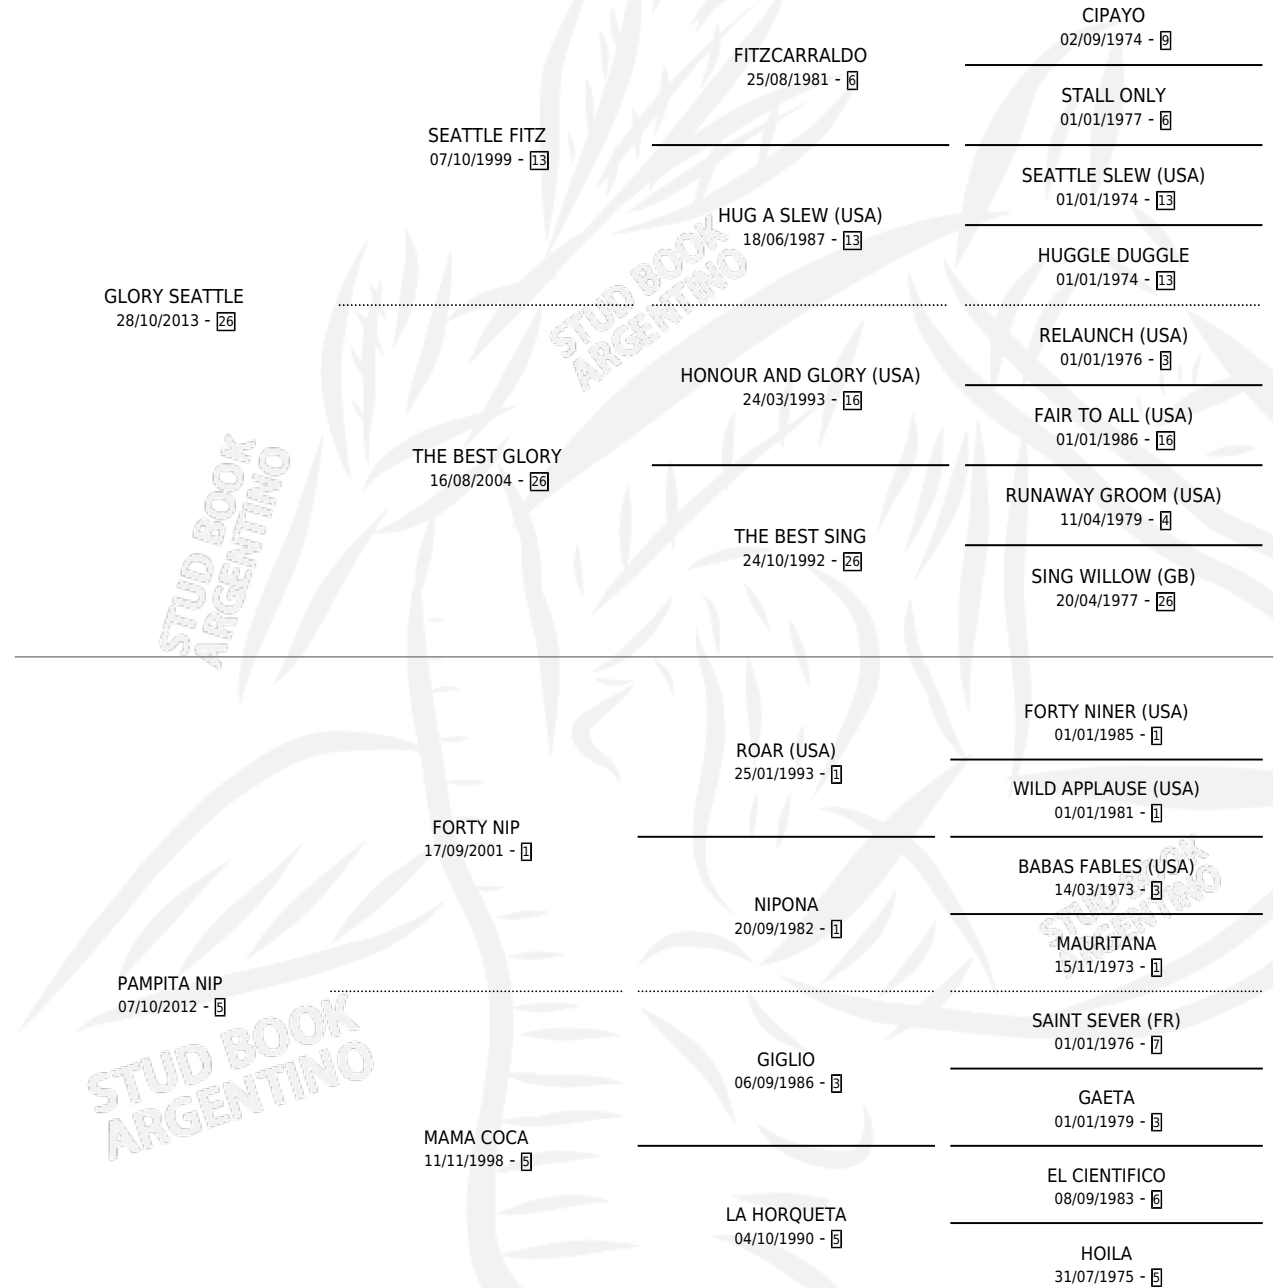 CIPAYO
02/09/1974 - 9
FITZCARRALDO
25/08/1981 - 6
STALL ONLY
01/01/1977 - 6
SEATTLE FITZ
07/10/1999 - 13
SEATTLE SLEW (USA)
01/01/1974 - 13
HUG A SLEW (USA)
18/06/1987 - 13
HUGGLE DUGGLE
01/01/1974 - 13
GLORY SEATTLE
28/10/2013 - 26
STUD BOOK
ARGENTINO
RELAUNCH (USA)
01/01/1976 - 3
HONOUR AND GLORY (USA)
24/03/1993 - 16
FAIR TO ALL (USA)
01/01/1986 - 16
THE BEST GLORY
16/08/2004 - 26
RUNAWAY GROOM (USA)
11/04/1979 - 4
THE BEST SING
24/10/1992 - 26
SING WILLOW (GB)
20/04/1977 - 26
STUD BOOK
ARGENTINO
FORTY NINER (USA)
01/01/1985 - 1
ROAR (USA)
25/01/1993 - 1
WILD APPLAUSE (USA)
01/01/1981 - 1
FORTY NIP
17/09/2001 - 1
BABAS FABLES (USA)
14/03/1973 - 3
NIPONA
20/09/1982 - 1
MAURITANA
15/11/1973 - 1
STUD BOOK
ARGENTINO
PAMPITA NIP
07/10/2012 - 5
SAINT SEVER (FR)
01/01/1976 - 7
GIGLIO
06/09/1986 - 3
GAETA
01/01/1979 - 3
STUD BOOK
ARGENTINO
MAMA COCA
11/11/1998 - 5
EL CIENTIFICO
08/09/1983 - 6
LA HORQUETA
04/10/1990 - 5
HOILA
31/07/1975 - 5